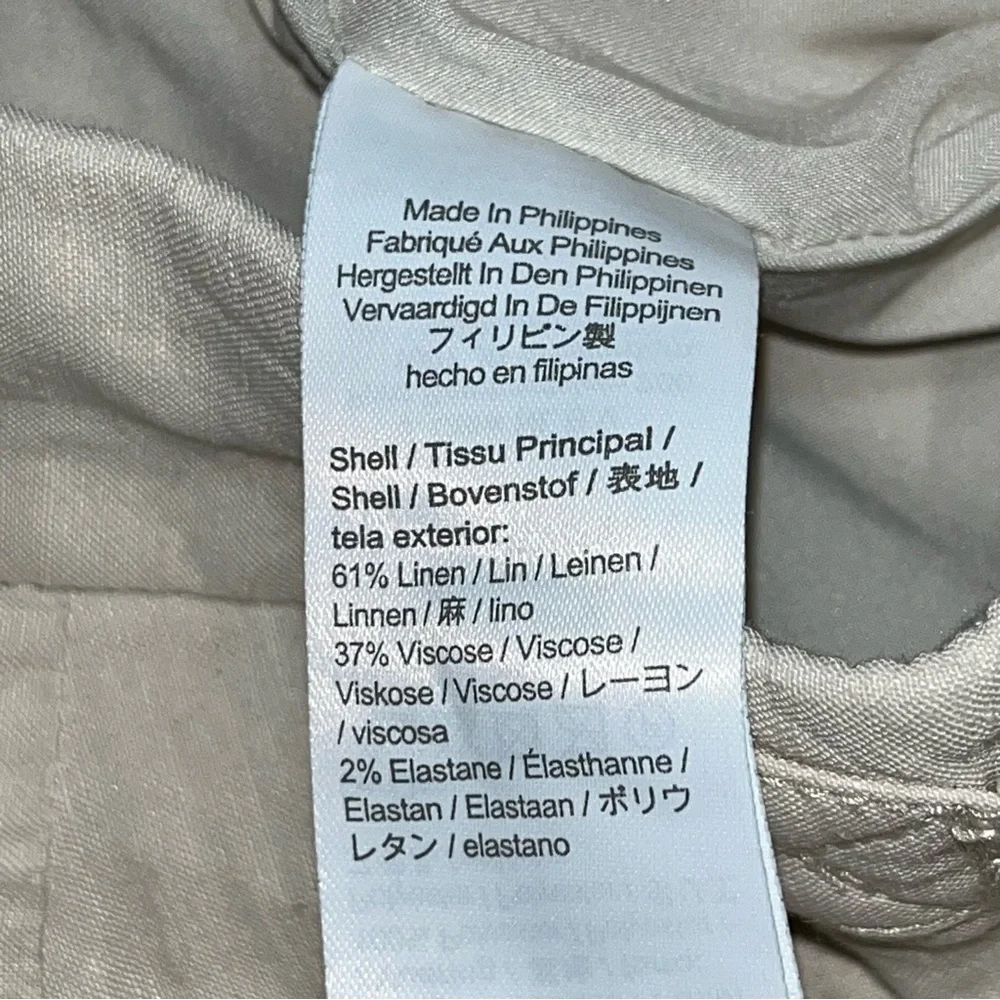 Made In Philippines
Fabriqué Aux Philippines
Hergestellt In Den Philippinen
Vervaardigd In De Filippijnen
フィリピン製
hecho en filipinas
Shell / Tissu Principal /
Shell / Bovenstof / 表地 /
tela exterior:
61% Linen / Lin / Leinen /
Linnen / 麻 / lino
37% Viscose / Viscose /
Viskose / Viscose / レーヨン
/ viscosa
2% Elastane / Élasthanne /
Elastan / Elastaan / ポリウ
レタン / elastano